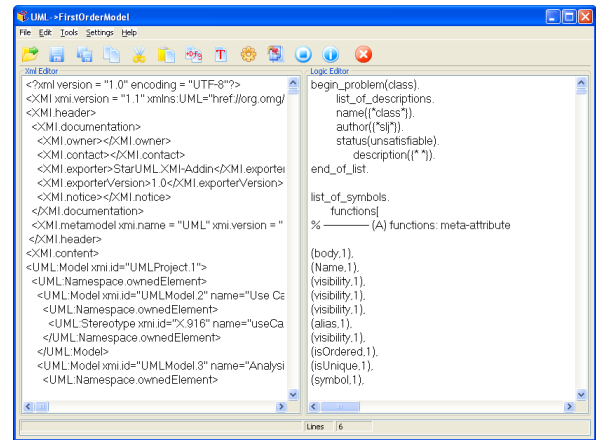 UML->FirstOrderModel
File Edit Tools Settings Help
Xml Editor
<?xml version = "1.0" encoding = "UTF-8"?>
<XMI xmi.version = "1.1" xmlns:UML="href://org.omg/
<XMI.header>
<XMI.documentation>
<XMI.owner></XMI.owner>
<XMI.contact></XMI.contact>
<XMI.exporter>StarUML.XMI-Addin</XMI.exporter
<XMI.exporterVersion>1.0</XMI.exporterVersion>
<XMI.notice></XMI.notice>
</XMI.documentation>
<XMI.metamodel xmi.name = "UML" xmi.version = "
</XMI.header>
<XMI.content>
<UML:Model xmi.id="UMLProject.1">
<UML:Namespace.ownedElement>
<UML:Model xmi.id="UMLModel.2" name="Use Ca
<UML:Namespace.ownedElement>
<UML:Stereotype xmi.id="X.916" name="useCa
</UML:Namespace.ownedElement>
</UML:Model>
<UML:Model xmi.id="UMLModel.3" name="Analysi
<UML:Namespace.ownedElement>
Logic Editor
begin_problem(class).
list_of_descriptions.
name({*class*}).
author({*slj*}).
status(unsatisfiable).
description({* *}).
end_of_list.
list_of_symbols.
functions[
% ———— (A) functions: meta-attribute
(body,1),
(Name,1),
(visibility,1),
(visibility,1),
(visibility,1),
(alias,1),
(visibility,1),
(isOrdered,1),
(isUnique,1),
(symbol,1),
Lines 6